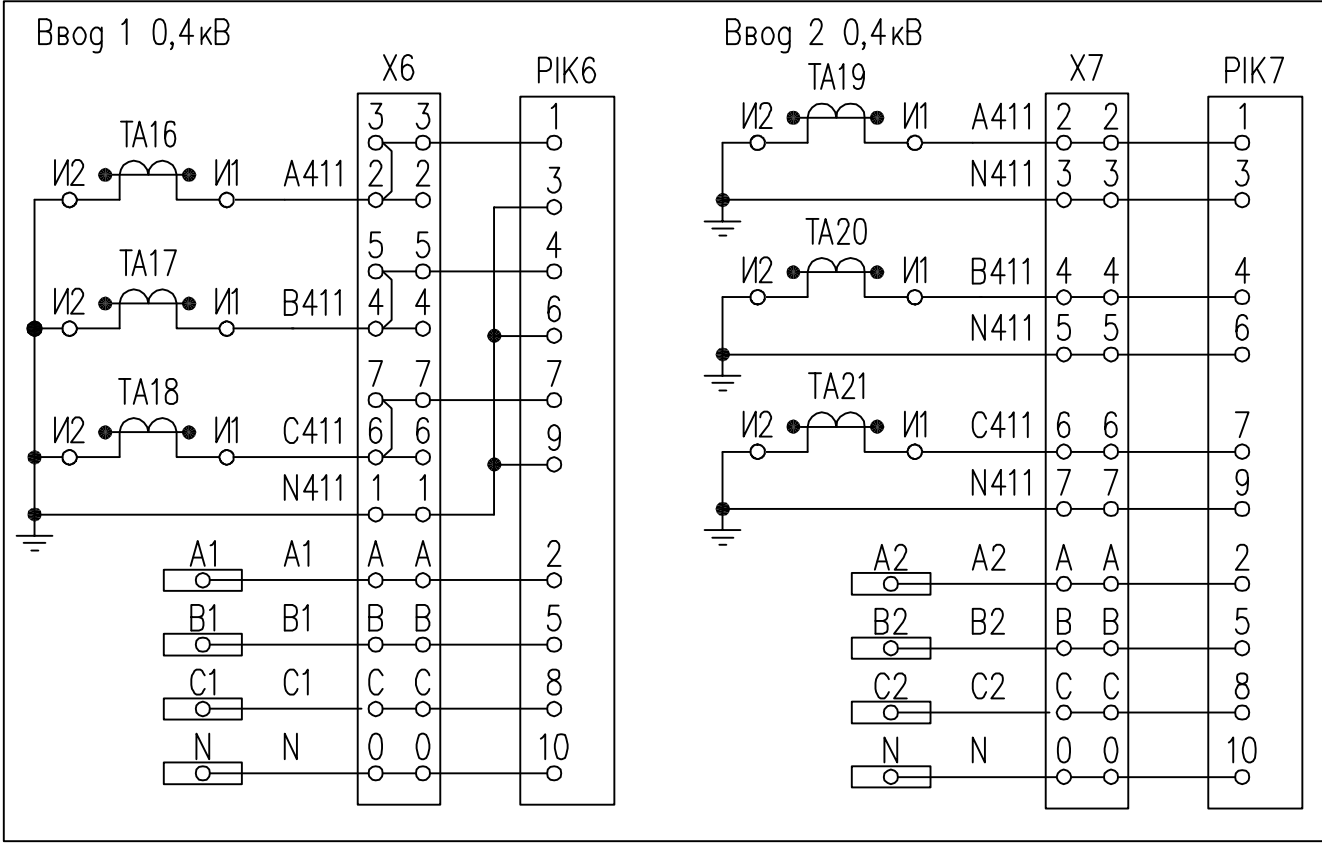 Ввод 1 0,4кВ
X6
PIK6
3 3 1
TA16
И2 И1 A411 2 2 3
5 5 4
TA17
И2 И1 B411 4 4 6
7 7 7
TA18
И2 И1 C411 6 6 9
N411 1 1
A1 A1 A A 2
B1 B1 B B 5
C1 C1 C C 8
N N 0 0 10
Ввод 2 0,4кВ
X7
PIK7
TA19
И2 И1 A411 2 2 1
N411 3 3 3
TA20
И2 И1 B411 4 4 4
N411 5 5 6
TA21
И2 И1 C411 6 6 7
N411 7 7 9
A2 A2 A A 2
B2 B2 B B 5
C2 C2 C C 8
N N 0 0 10